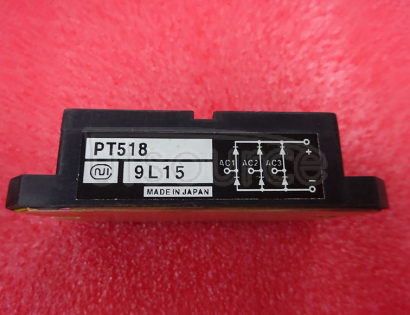 PT518
9L15
MADE IN JAPAN
AC1 AC2 AC3
+
−